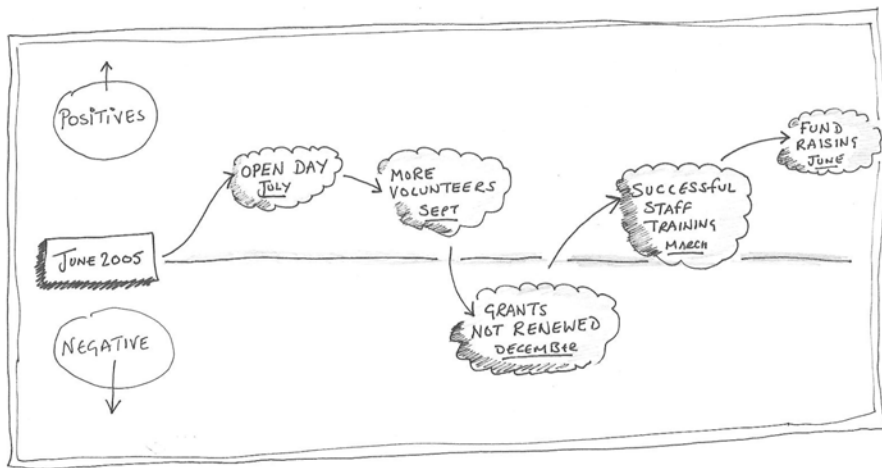 POSITIVES
OPEN DAY
JULY
MORE
VOLUNTEERS
SEPT
FUND
RAISING
JUNE
SUCCESSFUL
STAFF
TRAINING
MARCH
JUNE 2005
GRANTS
NOT RENEWED
DECEMBER
NEGATIVE